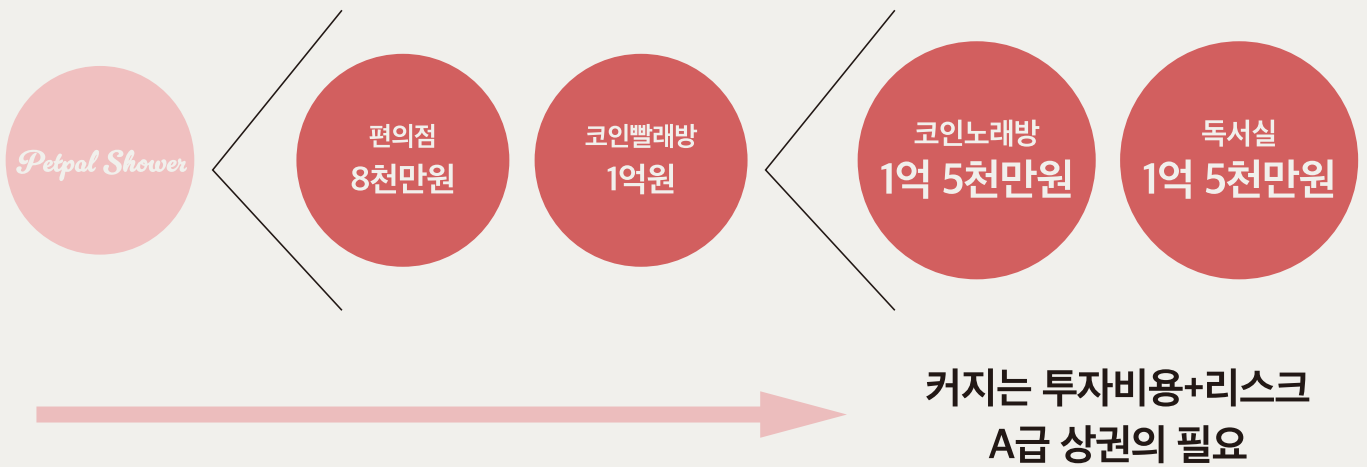 Petpal Shower
편의점
8천만원
코인빨래방
1억원
코인노래방
1억 5천만원
독서실
1억 5천만원
커지는 투자비용+리스크
A급 상권의 필요